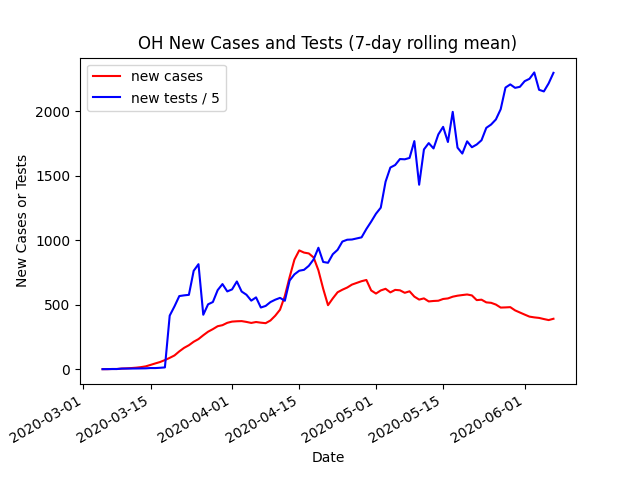 OH New Cases and Tests (7-day rolling mean)
new cases
new tests / 5
New Cases or Tests
2000
1500
1000
500
0
2020-03-01
2020-03-15
2020-04-01
2020-04-15
2020-05-01
2020-05-15
2020-06-01
Date